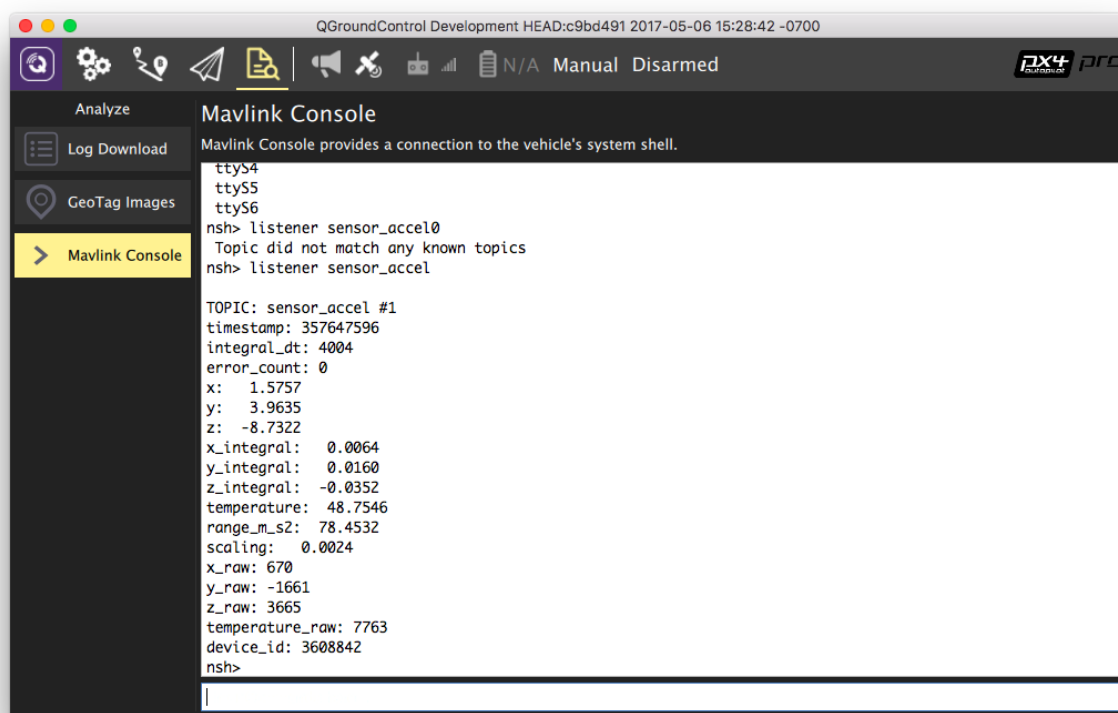 QGroundControl Development HEAD:c9bd491 2017-05-06 15:28:42 -0700
N/A Manual Disarmed
px4 pro
autopilot
Analyze
Log Download
GeoTag Images
Mavlink Console
Mavlink Console
Mavlink Console provides a connection to the vehicle's system shell.
ttyS4
ttyS5
ttyS6
nsh> listener sensor_accel0
Topic did not match any known topics
nsh> listener sensor_accel
TOPIC: sensor_accel #1
timestamp: 357647596
integral_dt: 4004
error_count: 0
x: 1.5757
y: 3.9635
z: -8.7322
x_integral: 0.0064
y_integral: 0.0160
z_integral: -0.0352
temperature: 48.7546
range_m_s2: 78.4532
scaling: 0.0024
x_raw: 670
y_raw: -1661
z_raw: 3665
temperature_raw: 7763
device_id: 3608842
nsh>